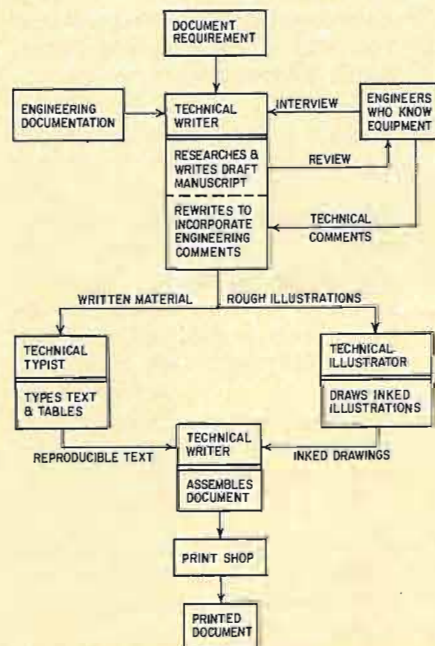 DOCUMENT
REQUIREMENT
ENGINEERING
DOCUMENTATION
TECHNICAL
WRITER
INTERVIEW
ENGINEERS
WHO KNOW
EQUIPMENT
RESEARCHES &
WRITES DRAFT
MANUSCRIPT
REVIEW
REWRITES TO
INCORPORATE
ENGINEERING
COMMENTS
TECHNICAL
COMMENTS
WRITTEN MATERIAL
ROUGH ILLUSTRATIONS
TECHNICAL
TYPIST
TYPES TEXT
& TABLES
TECHNICAL
ILLUSTRATOR
DRAWS INKED
ILLUSTRATIONS
REPRODUCIBLE TEXT
TECHNICAL
WRITER
INKED DRAWINGS
ASSEMBLES
DOCUMENT
PRINT SHOP
PRINTED
DOCUMENT